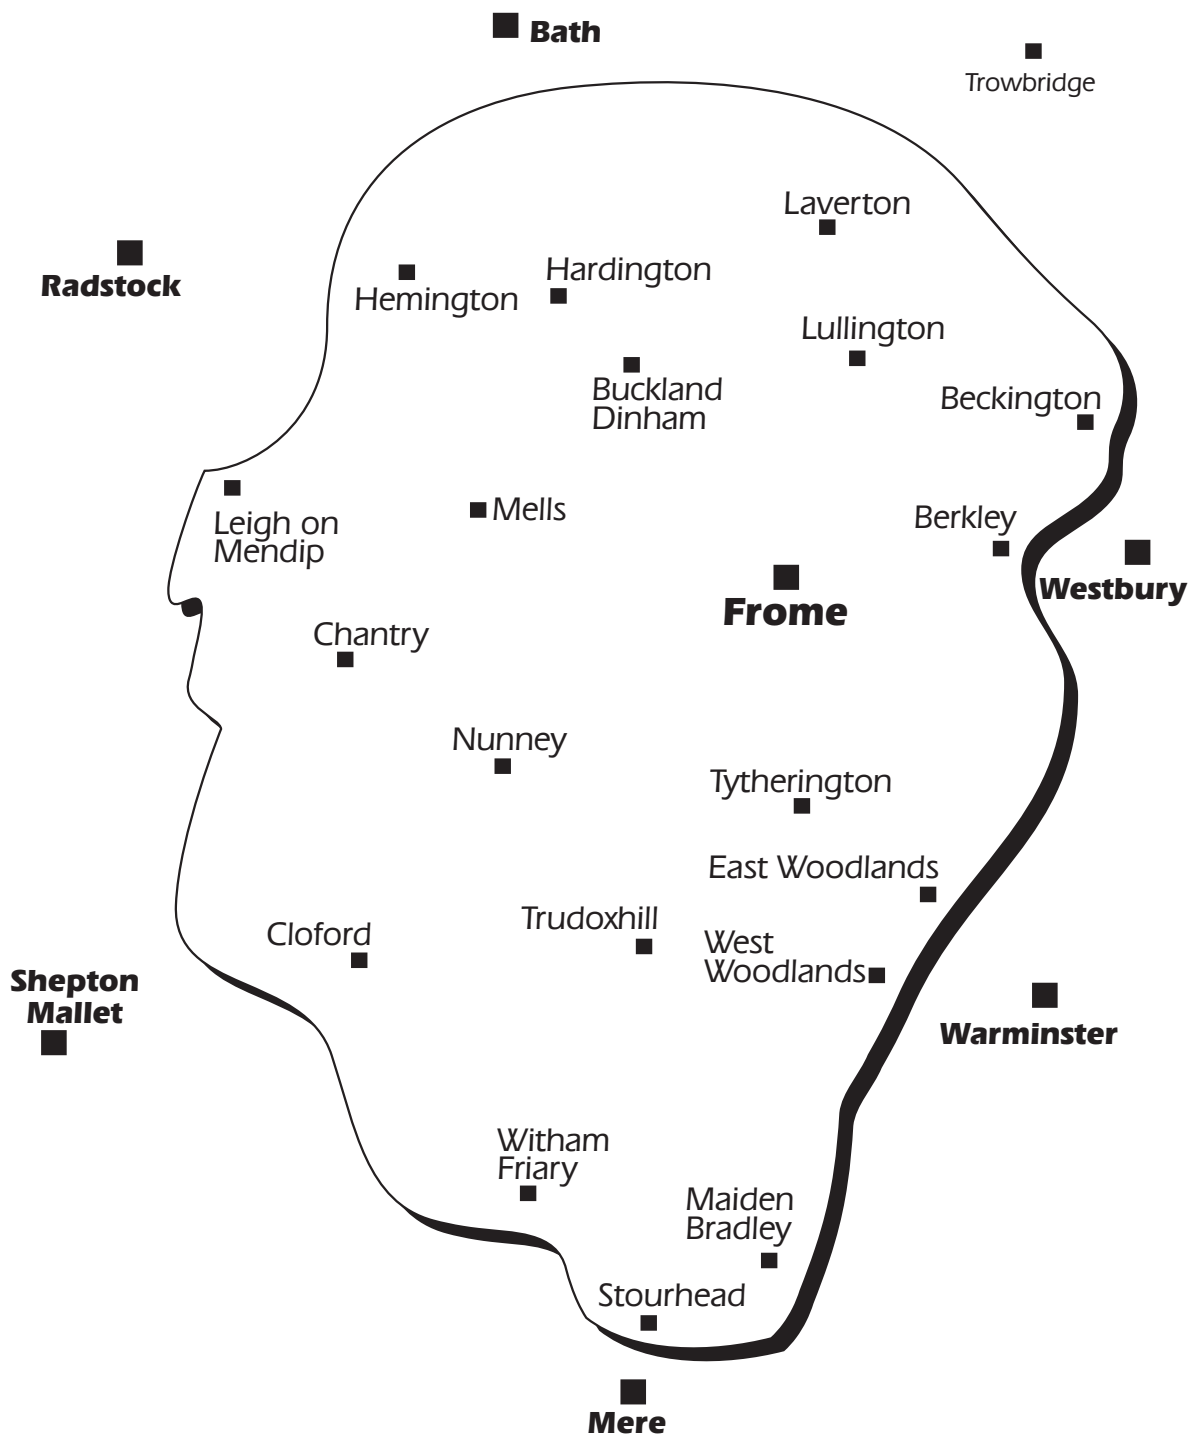 Bath
Trowbridge
Laverton
Radstock
Hardington
Hemington
Lullington
Buckland
Dinham
Beckington
Leigh on
Mendip
Mells
Berkley
Westbury
Frome
Chantry
Nunney
Tytherington
East Woodlands
Trudoxhill
Cloford
West
Woodlands
Shepton
Mallet
Warminster
Witham
Friary
Maiden
Bradley
Stourhead
Mere